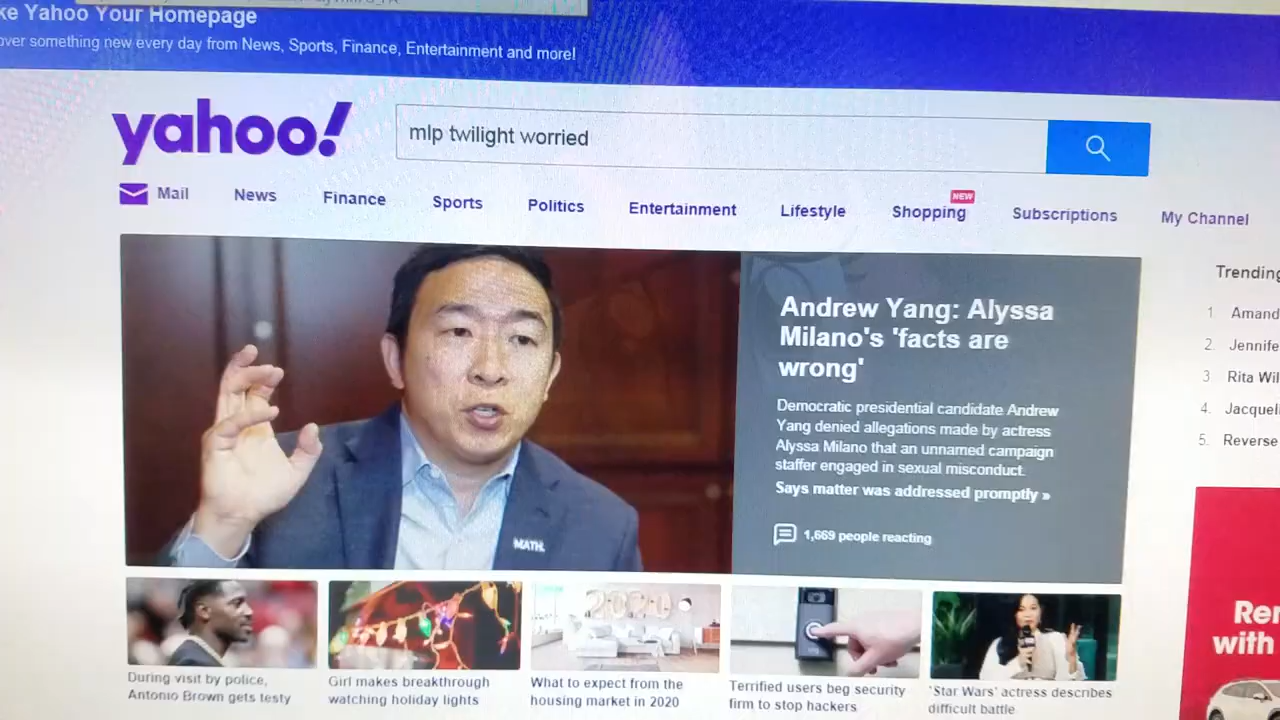 ke Yahoo Your Homepage
over something new every day from News, Sports, Finance, Entertainment and more!
yahoo!
mlp twilight worried
Mail News Finance Sports Politics Entertainment Lifestyle Shopping NEW Subscriptions My Channel
Andrew Yang: Alyssa
Milano's 'facts are
wrong'
Democratic presidential candidate Andrew
Yang denied allegations made by actress
Alyssa Milano that an unnamed campaign
staffer engaged in sexual misconduct.
Says matter was addressed promptly »
1,669 people reacting
MATH.
2020
During visit by police,
Antonio Brown gets testy
Girl makes breakthrough
watching holiday lights
What to expect from the
housing market in 2020
Terrified users beg security
firm to stop hackers
'Star Wars' actress describes
difficult battle
Trending
1 Amand
2. Jennife
3 Rita Wil
4. Jacquel
5. Reverse
Ren
with